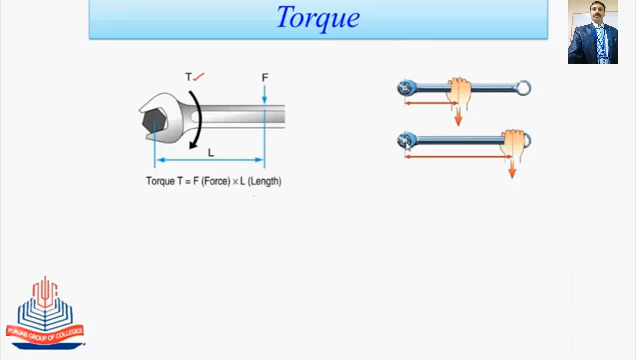 Torque
T
F
L
Torque T = F (Force) × L (Length)
PUNJAB GROUP OF COLLEGES